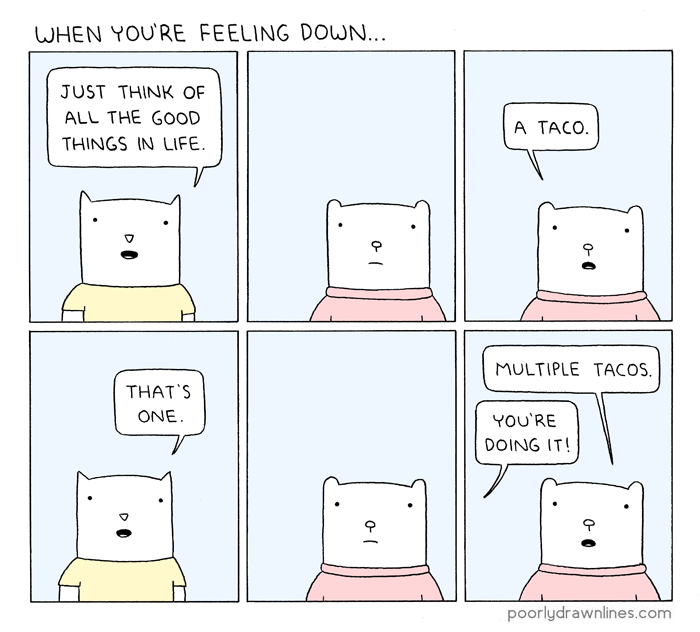 WHEN YOU'RE FEELING DOWN...
JUST THINK OF
ALL THE GOOD
THINGS IN LIFE.
A TACO.
THAT'S
ONE.
MULTIPLE TACOS.
YOU'RE
DOING IT!
poorlydrawnlines.com